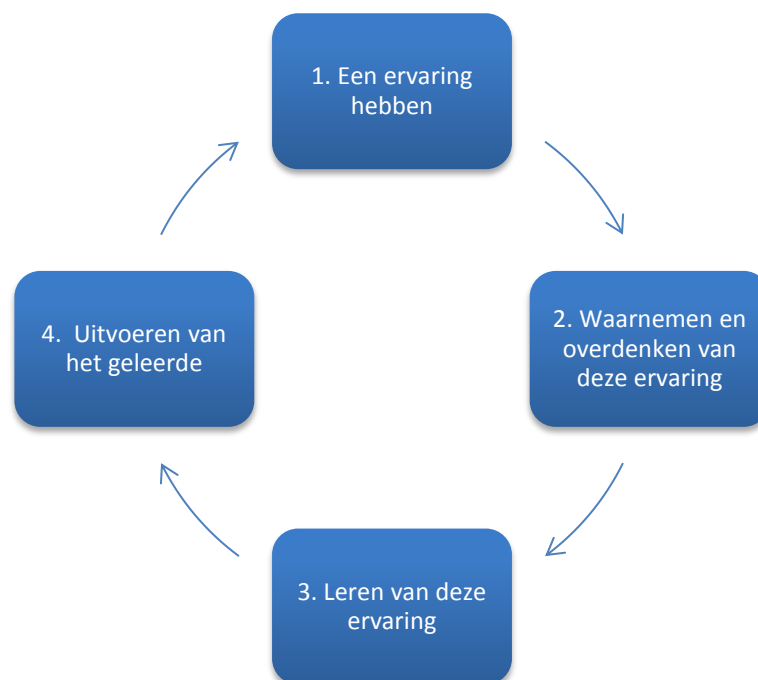 1. Een ervaring
hebben
2. Waarnemen en
overdenken van
deze ervaring
3. Leren van deze
ervaring
4. Uitvoeren van
het geleerde